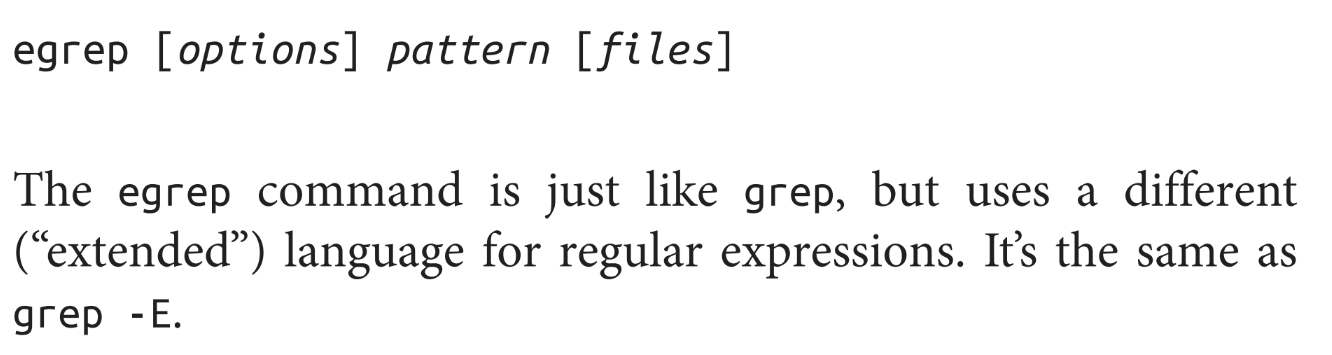 egrep [options] pattern [files]
The egrep command is just like grep, but uses a different
(“extended”) language for regular expressions. It’s the same as
grep -E.